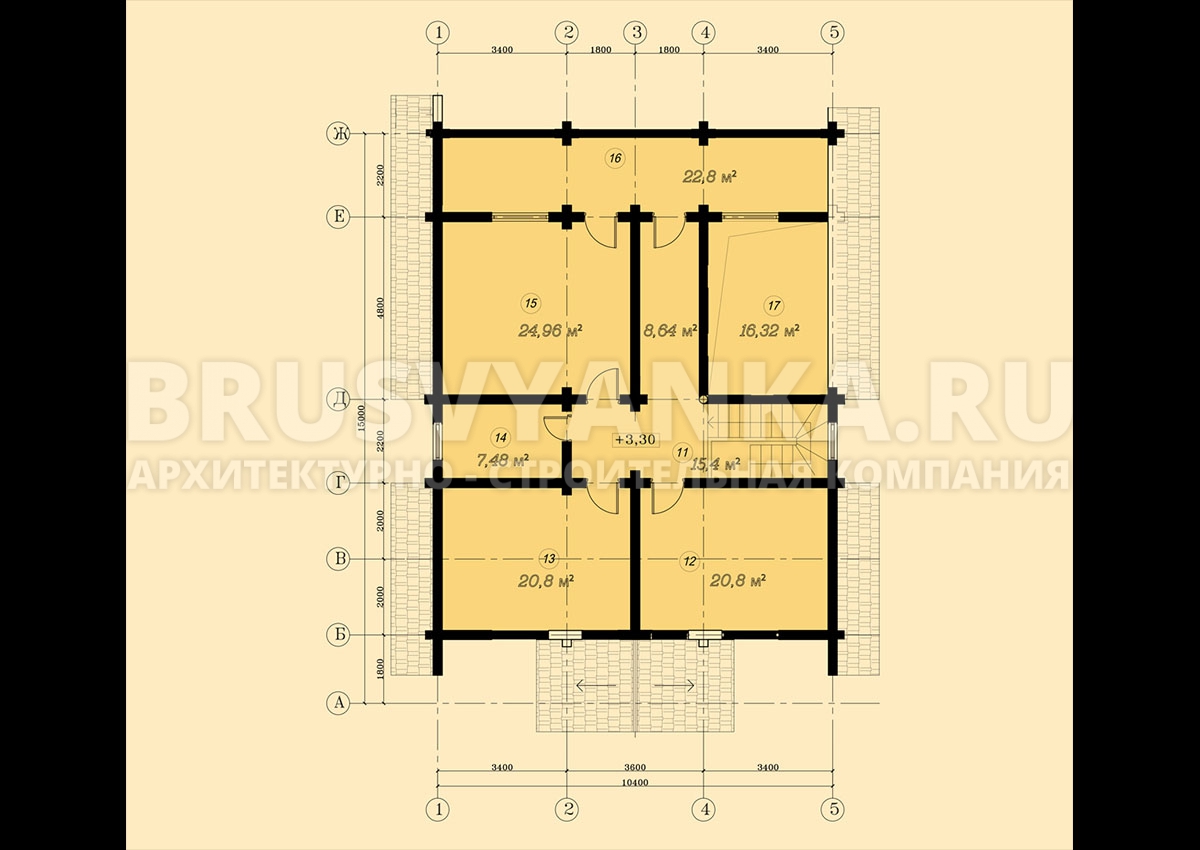 1 2 3 4 5
3400 1800 1800 3400
Ж
16
22,8 м²
2200
Е
15
24,96 м²
8,64 м²
17
16,32 м²
4800
BRUSVYANKA.RU
Д
15000
14
7,48 м²
+3,30
11
15,4 м²
2200
АРХИТЕКТУРНО - СТРОИТЕЛЬНАЯ КОМПАНИЯ
Г
2000
В
13
20,8 м²
12
20,8 м²
2000
Б
1800
А
3400 3600 3400
10400
1 2 4 5